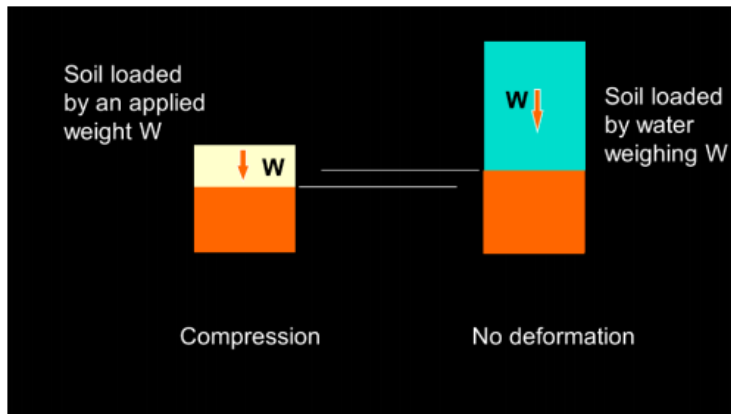 Soil loaded
by an applied
weight W
W
W
Soil loaded
by water
weighing W
Compression
No deformation